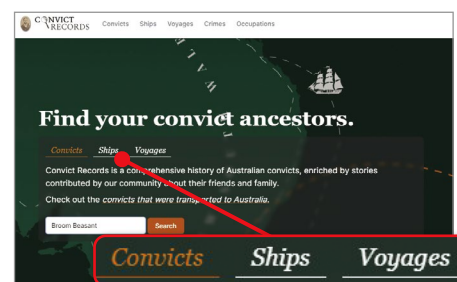 CONVICT RECORDS Convicts Ships Voyages Crimes Occupations
Find your convict ancestors.
Convicts Ships Voyages
Convict Records is a comprehensive history of Australian convicts, enriched by stories
contributed by our community about their friends and family.
Check out the convicts that were transported to Australia.
Broom Beasant Search
Convicts Ships Voyages